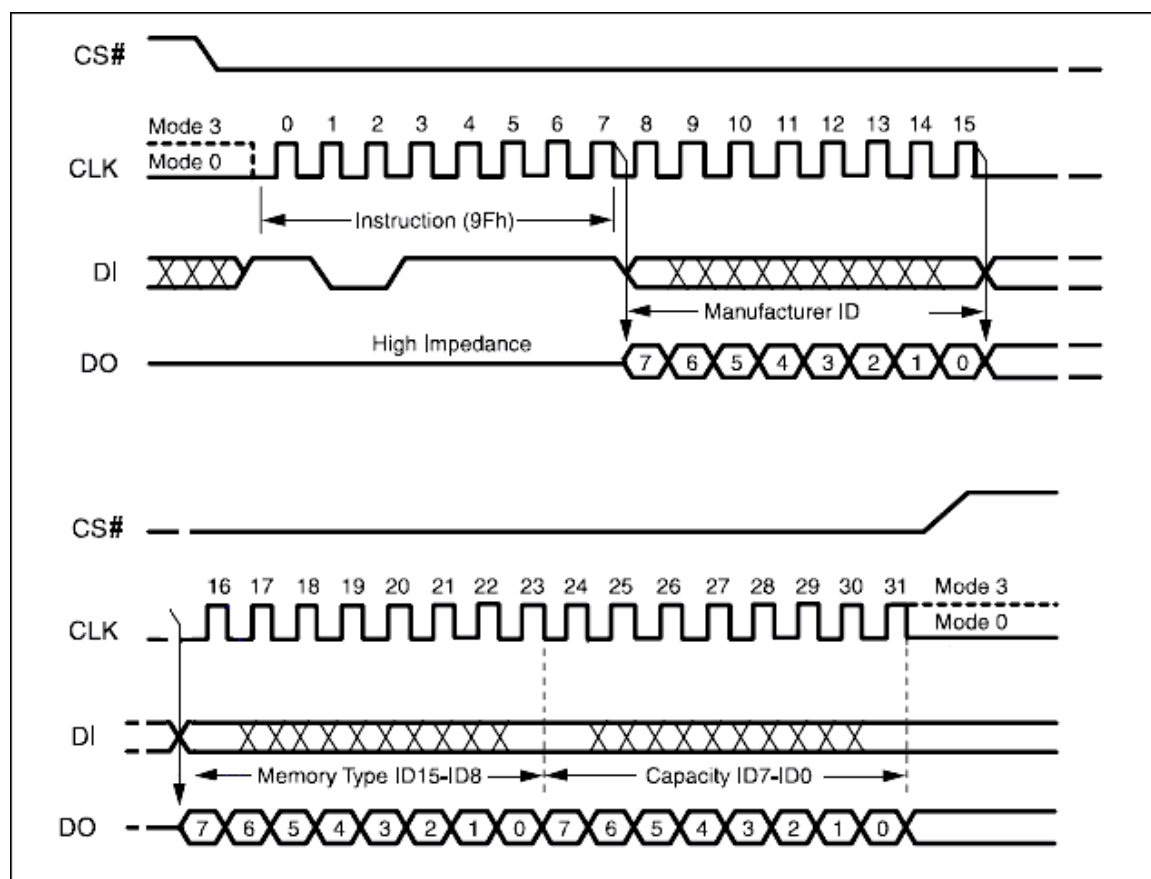 CS#
Mode 3
0 1 2 3 4 5 6 7 8 9 10 11 12 13 14 15
CLK
Mode 0
Instruction (9Fh)
DI
Manufacturer ID
High Impedance
DO
7 6 5 4 3 2 1 0
CS#
16 17 18 19 20 21 22 23 24 25 26 27 28 29 30 31
Mode 3
CLK
Mode 0
DI
Memory Type ID15-ID8
Capacity ID7-ID0
DO
7 6 5 4 3 2 1 0 7 6 5 4 3 2 1 0